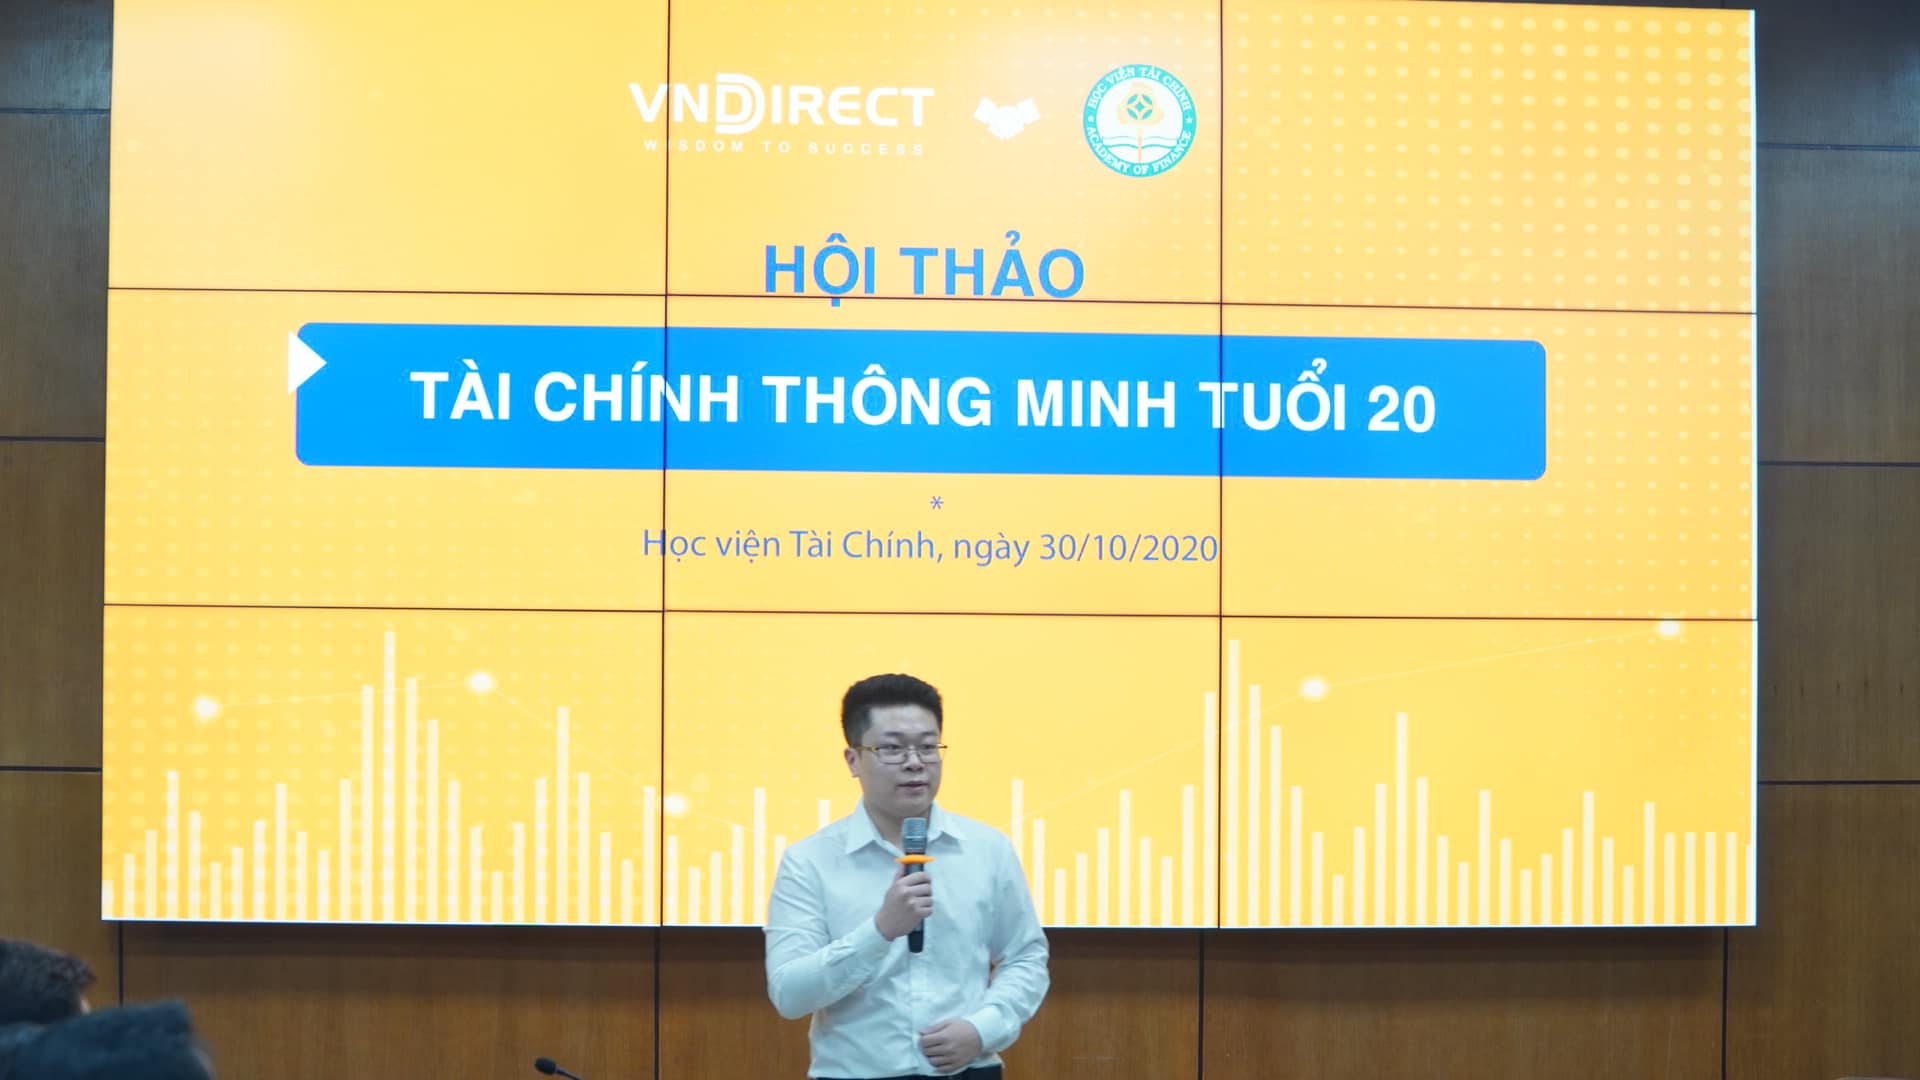 VNDIRECT
WISDOM TO SUCCESS
HỌC VIỆN TÀI CHÍNH
ACADEMY OF FINANCE
HỘI THẢO
TÀI CHÍNH THÔNG MINH TUỔI 20
*
Học viện Tài Chính, ngày 30/10/2020